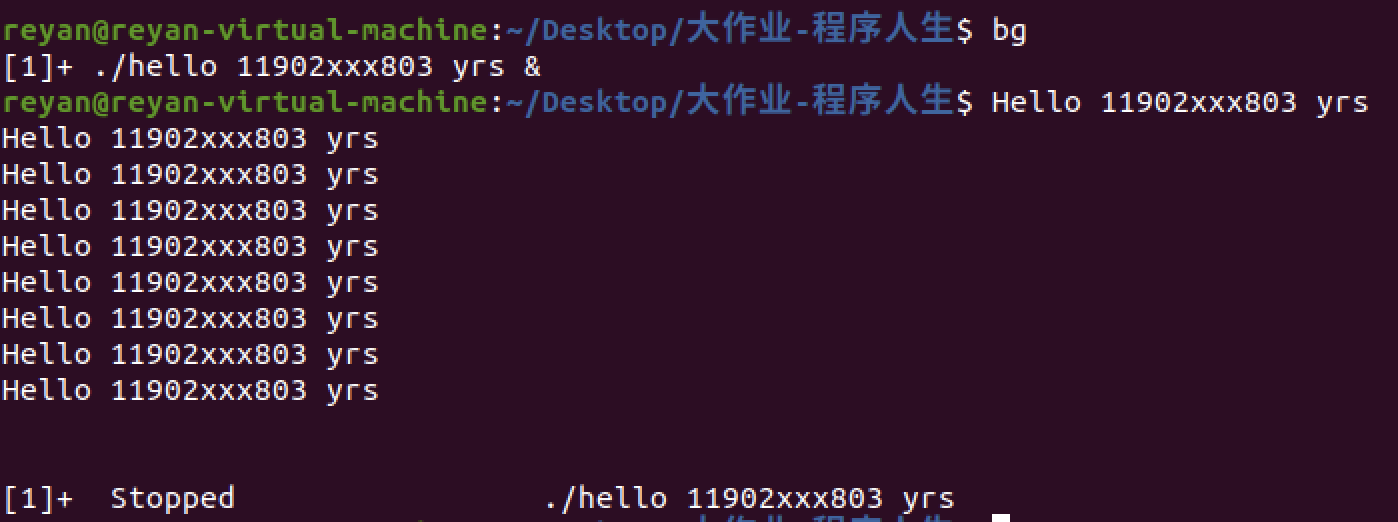 reyan@reyan-virtual-machine:~/Desktop/大作业-程序人生$ bg
[1]+ ./hello 11902xxx803 yrs &
reyan@reyan-virtual-machine:~/Desktop/大作业-程序人生$ Hello 11902xxx803 yrs
Hello 11902xxx803 yrs
Hello 11902xxx803 yrs
Hello 11902xxx803 yrs
Hello 11902xxx803 yrs
Hello 11902xxx803 yrs
Hello 11902xxx803 yrs
Hello 11902xxx803 yrs
Hello 11902xxx803 yrs
[1]+  Stopped                 ./hello 11902xxx803 yrs